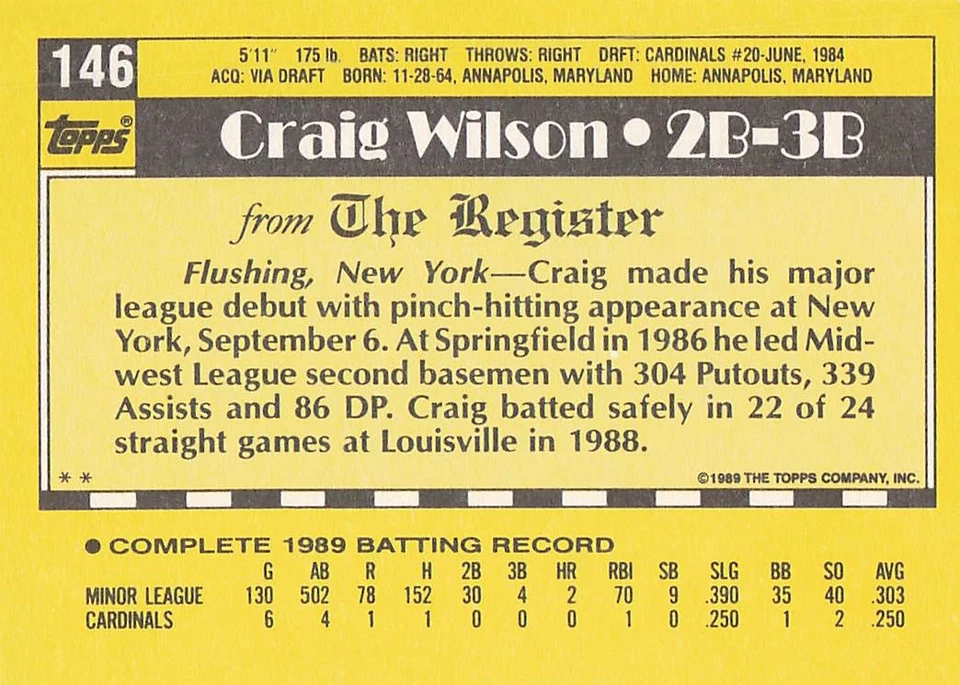 146
5'11" 175 lb. BATS: RIGHT THROWS: RIGHT DRFT: CARDINALS #20-JUNE, 1984
ACQ: VIA DRAFT BORN: 11-28-64, ANNAPOLIS, MARYLAND HOME: ANNAPOLIS, MARYLAND
topps®
Craig Wilson • 2B-3B
from The Register
Flushing, New York—Craig made his major
league debut with pinch-hitting appearance at New
York, September 6. At Springfield in 1986 he led Mid-
west League second basemen with 304 Putouts, 339
Assists and 86 DP. Craig batted safely in 22 of 24
straight games at Louisville in 1988.
* * ©1989 THE TOPPS COMPANY, INC.
● COMPLETE 1989 BATTING RECORD
G AB R H 2B 3B HR RBI SB SLG BB SO AVG
MINOR LEAGUE 130 502 78 152 30 4 2 70 9 .390 35 40 .303
CARDINALS 6 4 1 1 0 0 0 1 0 .250 1 2 .250